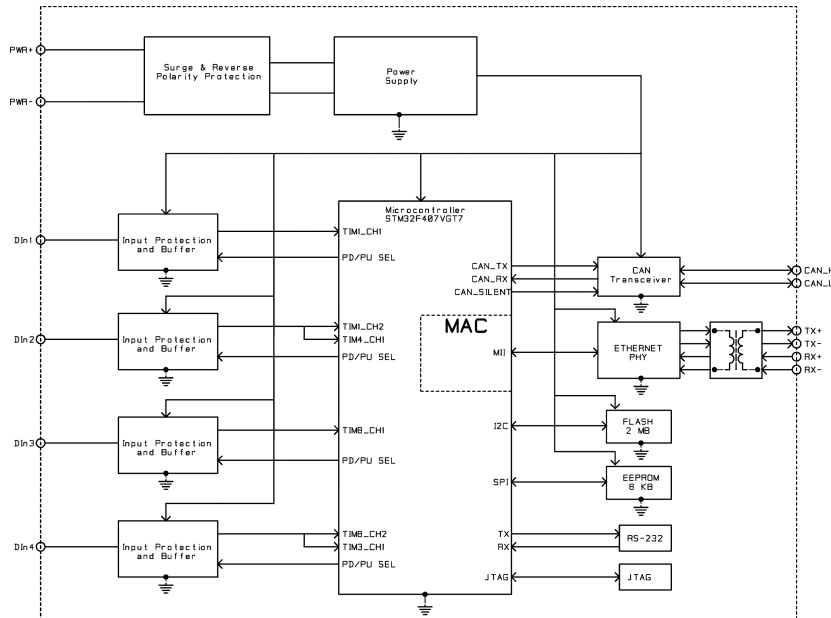 PWR+
PWR-
Surge & Reverse
Polarity Protection
Power
Supply
Microcontroller
STM32F407VGT7
DIn1
Input Protection
and Buffer
TIM1_CH1
PD/PU SEL
DIn2
Input Protection
and Buffer
TIM1_CH2
TIM4_CH1
PD/PU SEL
DIn3
Input Protection
and Buffer
TIM8_CH1
PD/PU SEL
DIn4
Input Protection
and Buffer
TIM8_CH2
TIM3_CH1
PD/PU SEL
CAN_TX
CAN_RX
CAN_SILENT
CAN
Transceiver
CAN_H
CAN_L
MAC
MII
ETHERNET
PHY
TX+
TX-
RX+
RX-
I2C
FLASH
2 MB
SPI
EEPROM
8 KB
TX
RX
RS-232
JTAG
JTAG